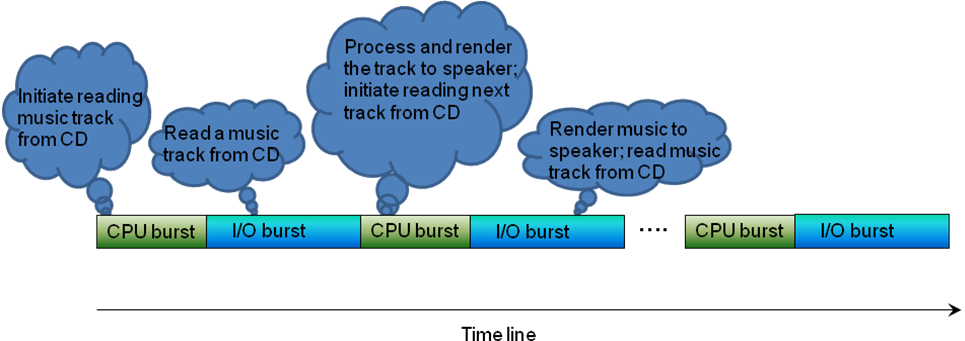 Initiate reading
music track
from CD
Read a music
track from CD
Process and render
the track to speaker;
initiate reading next
track from CD
Render music to
speaker; read music
track from CD
CPU burst
I/O burst
CPU burst
I/O burst
....
CPU burst
I/O burst
Time line